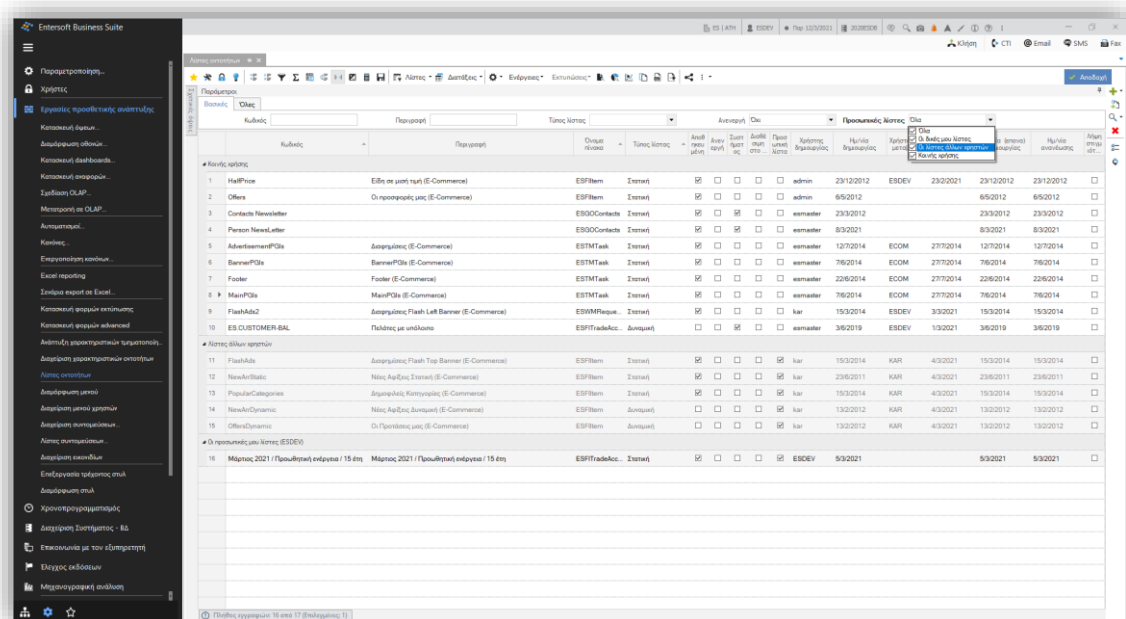 Entersoft Business Suite
ES | ATH
ESDEV
Παρ 12/3/2021
Κλήση
CTI
@ Email
SMS
Fax
Λίστες οντοτήτων
Λίστες
Διατάξεις
Ενέργειες
Εκτυπώσεις
Αποδοχή
Παράμετροι
Βασικές
Όλες
Κωδικός
Περιγραφή
Τύπος λίστας
Ανενεργή Όχι
Προσωπικές λίστες Όλα
Όλα
Οι δικές μου λίστες
Οι λίστες άλλων χρηστών
Κοινής χρήσης
Κωδικός Περιγραφή Όνομα πίνακα Τύπος λίστας Χρήστης δημιουργίας Ημ/νία δημιουργίας Ημ/νία ανανέωσης
Κοινής χρήσης
1 HalfPrice Είδη σε μισή τιμή (E-Commerce) ESFIItem Στατική admin 23/12/2012 ESDEV 23/2/2021 23/12/2012 23/12/2012
2 Offers Οι προσφορές μας (E-Commerce) ESFIItem Στατική admin 6/5/2012 6/5/2012 6/5/2012
3 Contacts Newsletter ESGOContacts Στατική esmaster 23/3/2012 23/3/2012 23/3/2012
4 Person NewsLetter ESGOContacts Στατική esmaster 8/3/2021 8/3/2021 8/3/2021
5 AdvertisementPGIs Διαφημίσεις (E-Commerce) ESTMTask Στατική esmaster 12/7/2014 ECOM 27/7/2014 12/7/2014 12/7/2014
6 BannerPGIs BannerPGIs (E-Commerce) ESTMTask Στατική esmaster 7/6/2014 ECOM 27/7/2014 7/6/2014 7/6/2014
7 Footer Footer (E-Commerce) ESTMTask Στατική esmaster 22/6/2014 ECOM 27/7/2014 22/6/2014 22/6/2014
8 MainPGIs MainPGIs (E-Commerce) ESTMTask Στατική esmaster 7/6/2014 ECOM 27/7/2014 7/6/2014 7/6/2014
9 FlashAds2 Διαφημίσεις Flash Left Banner (E-Commerce) ESWMReque... Στατική kar 15/3/2014 ESDEV 3/3/2021 15/3/2014 15/3/2014
10 ES.CUSTOMER-BAL Πελάτες με υπόλοιπο ESFITradeAcc... Δυναμική esmaster 3/6/2019 ESDEV 1/3/2021 3/6/2019 3/6/2019
Λίστες άλλων χρηστών
11 FlashAds Διαφημίσεις Flash Top Banner (E-Commerce) ESFIItem Στατική kar 15/3/2014 KAR 4/3/2021 15/3/2014 15/3/2014
12 NewArrStatic Νέες Αφίξεις Στατική (E-Commerce) ESFIItem Στατική kar 23/6/2011 KAR 4/3/2021 23/6/2011 23/6/2011
13 PopularCategories Δημοφιλείς Κατηγορίες (E-Commerce) ESFIItem Στατική kar 15/3/2014 KAR 4/3/2021 15/3/2014 15/3/2014
14 NewArrDynamic Νέες Αφίξεις Δυναμική (E-Commerce) ESFIItem Δυναμική kar 13/2/2012 KAR 4/3/2021 13/2/2012 13/2/2012
15 OffersDynamic Οι Προτάσεις μας (E-Commerce) ESFIItem Δυναμική kar 13/2/2012 KAR 4/3/2021 13/2/2012 13/2/2012
Οι προσωπικές μου λίστες (ESDEV)
16 Μάρτιος 2021 / Προωθητική ενέργεια / 15 έτη Μάρτιος 2021 / Προωθητική ενέργεια / 15 έτη ESFITradeAcc... Στατική ESDEV 5/3/2021 5/3/2021 5/3/2021
Πλήθος εγγραφών: 16 από 17 (Επιλεγμένες: 1)
Παραμετροποίηση...
Χρήστες
Εργασίες προσθετικής ανάπτυξης
Κατασκευή όψεων...
Διαμόρφωση οθονών...
Κατασκευή dashboards...
Κατασκευή αναφορών...
Σχεδίαση OLAP...
Μετατροπή σε OLAP...
Αυτοματισμοί...
Κανόνες...
Ενεργοποίηση κανόνων...
Excel reporting
Σενάρια export σε Excel...
Κατασκευή φορμών εκτύπωσης
Κατασκευή φορμών advanced
Ανάπτυξη χαρακτηριστικών τμηματοποίη...
Διαχείριση χαρακτηριστικών οντοτήτων
Λίστες οντοτήτων
Διαμόρφωση μενού
Διαχείριση μενού χρηστών
Διαχείριση συντομεύσεων...
Λίστες συντομεύσεων...
Διαχείριση εικονιδίων
Επεξεργασία τρέχοντος στυλ
Διαμόρφωση στυλ
Χρονοπρογραμματισμός
Διαχείριση Συστήματος - ΒΔ
Επικοινωνία με τον εξυπηρετητή
Έλεγχος εκδόσεων
Μηχανογραφική ανάλυση